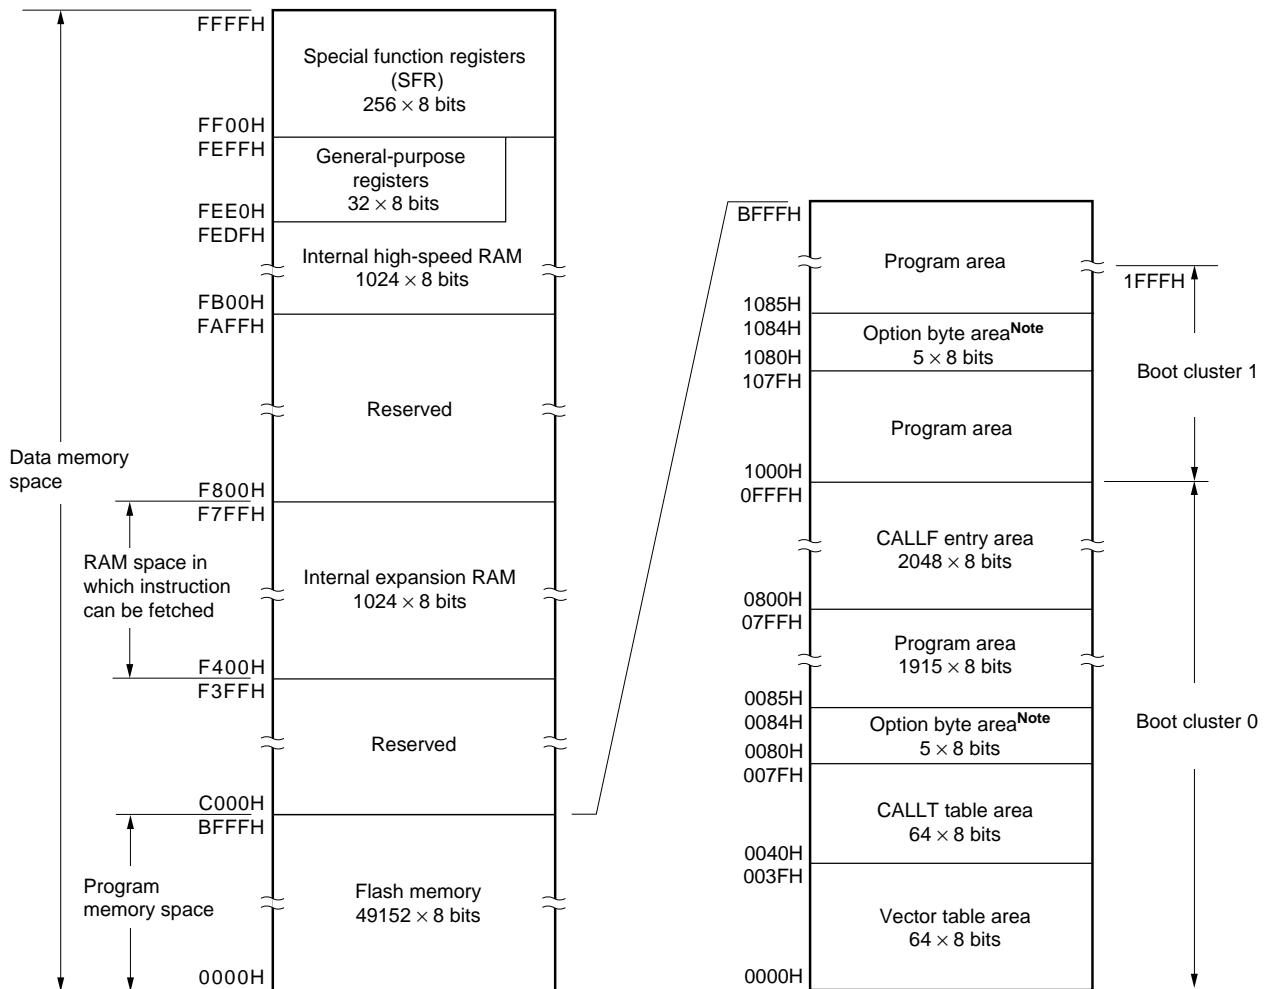 FFFFH
Special function registers
(SFR)
256 × 8 bits
FF00H
FEFFH
General-purpose
registers
32 × 8 bits
FEE0H
FEDFH
Internal high-speed RAM
1024 × 8 bits
FB00H
FAFFH
Reserved
Data memory
space
F800H
F7FFH
RAM space in
which instruction
can be fetched
Internal expansion RAM
1024 × 8 bits
F400H
F3FFH
Reserved
C000H
BFFFH
Program
memory space
Flash memory
49152 × 8 bits
0000H
BFFFH
Program area
1FFFH
1085H
1084H
Option byte areaNote
5 × 8 bits
1080H
107FH
Boot cluster 1
Program area
1000H
0FFFH
CALLF entry area
2048 × 8 bits
0800H
07FFH
Program area
1915 × 8 bits
0085H
0084H
Option byte areaNote
5 × 8 bits
Boot cluster 0
0080H
007FH
CALLT table area
64 × 8 bits
0040H
003FH
Vector table area
64 × 8 bits
0000H